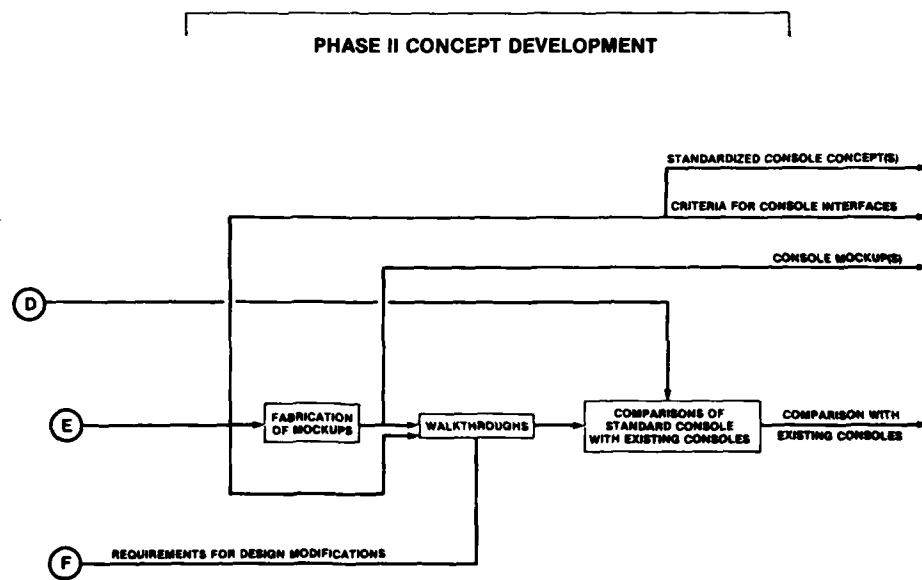 PHASE II CONCEPT DEVELOPMENT
STANDARDIZED CONSOLE CONCEPT(S)
CRITERIA FOR CONSOLE INTERFACES
CONSOLE MOCKUP(S)
D
E
FABRICATION
OF MOCKUPS
WALKTHROUGHS
COMPARISONS OF
STANDARD CONSOLE
WITH EXISTING CONSOLES
COMPARISON WITH
EXISTING CONSOLES
F
REQUIREMENTS FOR DESIGN MODIFICATIONS